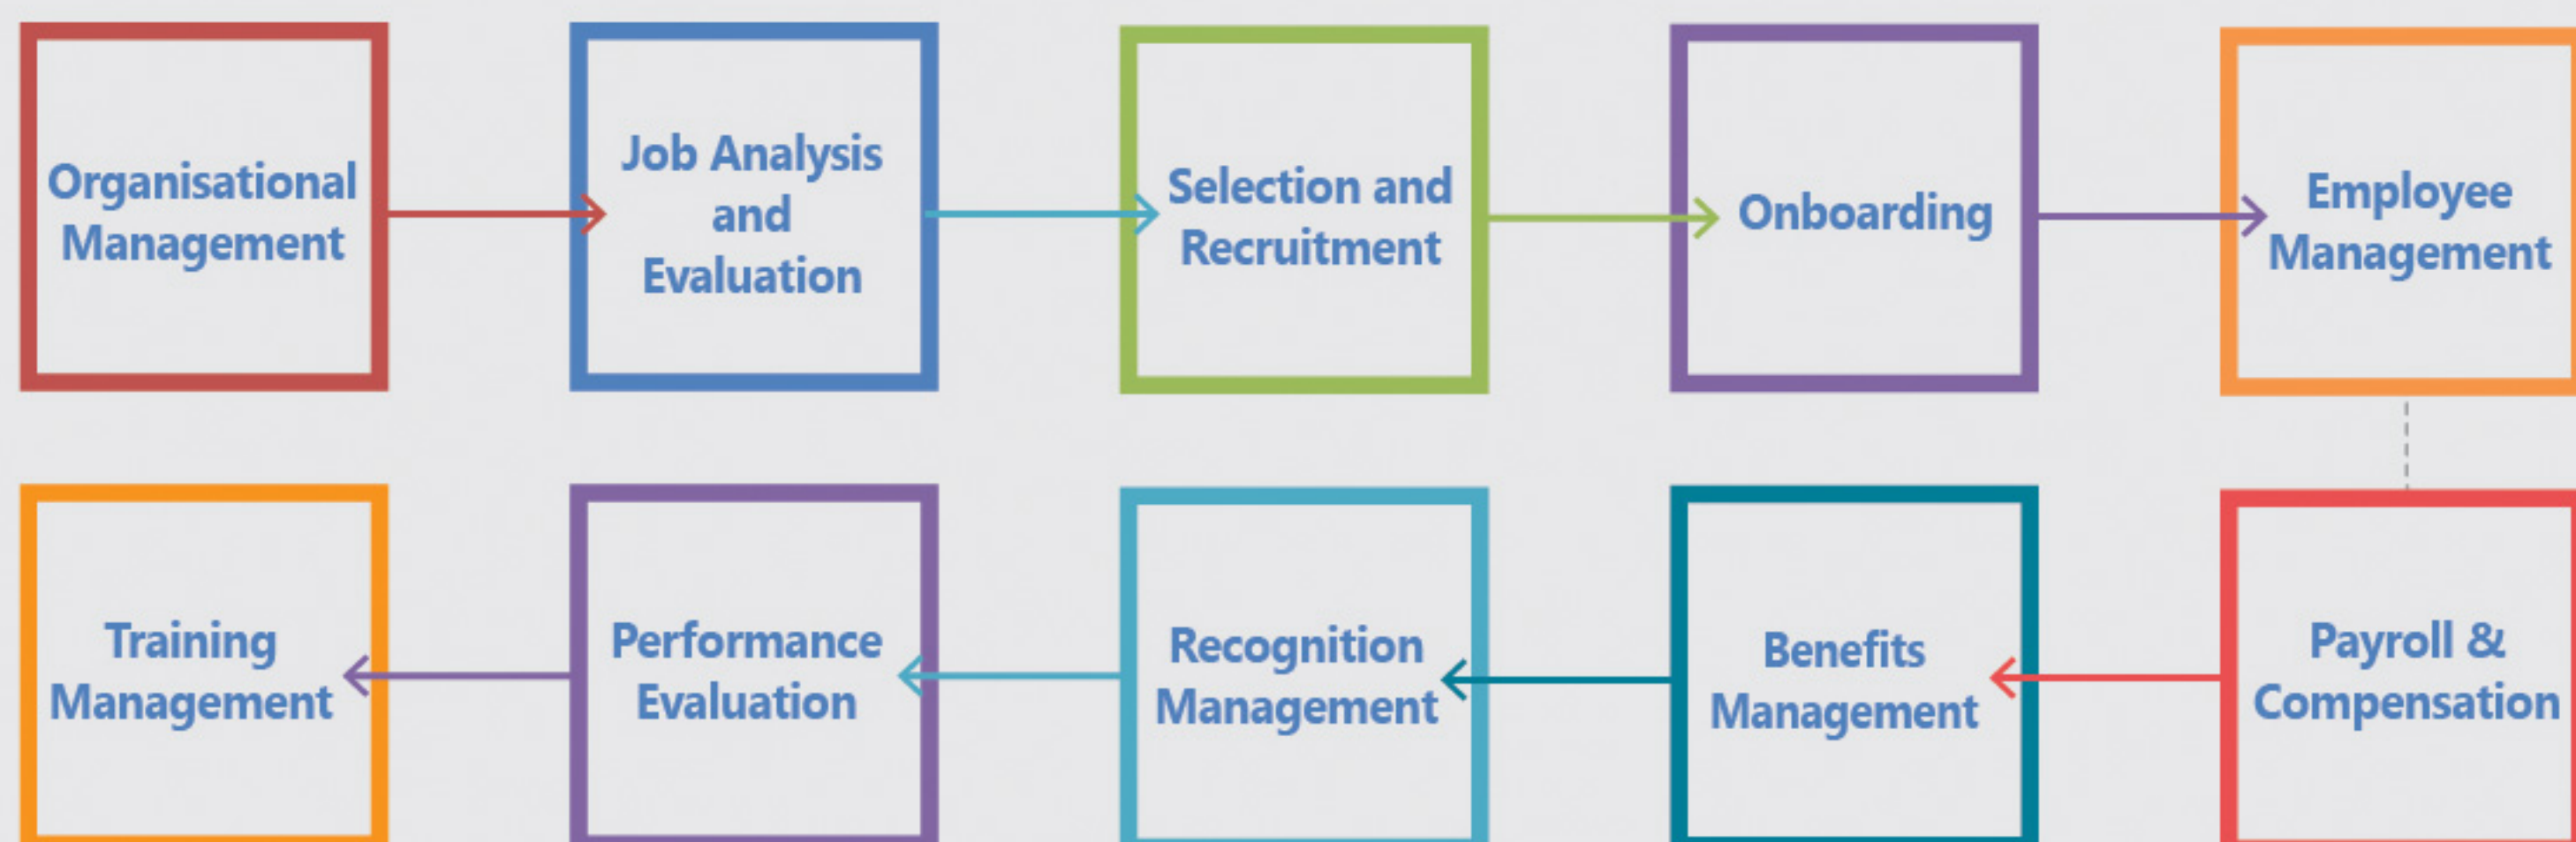 Organisational
Management
Job Analysis
and
Evaluation
Selection and
Recruitment
Onboarding
Employee
Management
Training
Management
Performance
Evaluation
Recognition
Management
Benefits
Management
Payroll &
Compensation